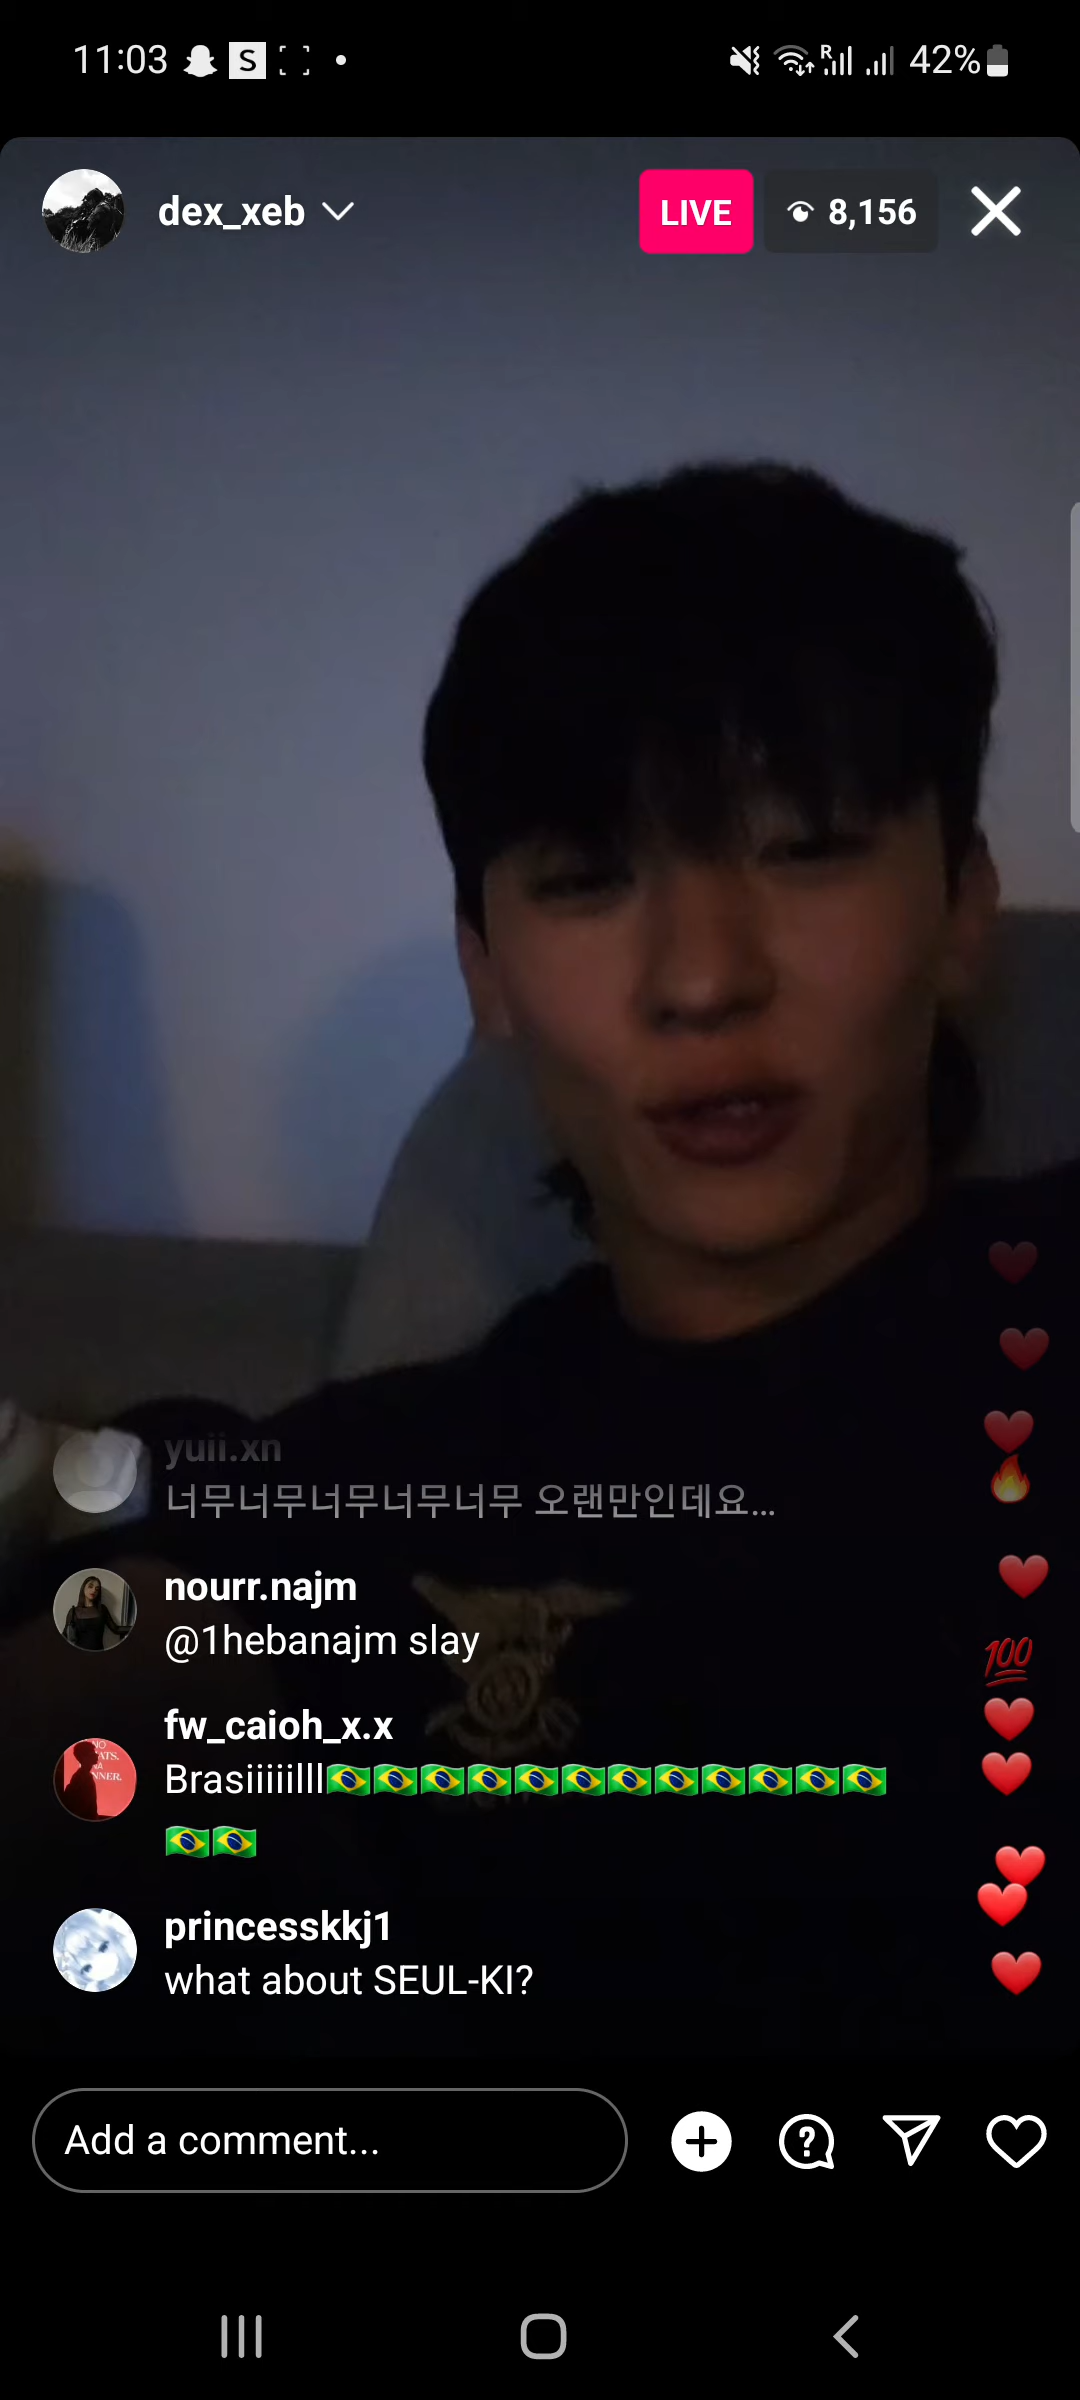 11:03 S R 42%
dex_xeb LIVE 8,156
yuii.xn
너무너무너무너무너무 오랜만인데요...
nourr.najm
@1hebanajm slay
fw_caioh_x.x
Brasiiiiilll🇧🇷🇧🇷🇧🇷🇧🇷🇧🇷🇧🇷🇧🇷🇧🇷🇧🇷🇧🇷🇧🇷🇧🇷
🇧🇷🇧🇷
princesskkj1
what about SEUL-KI?
Add a comment...